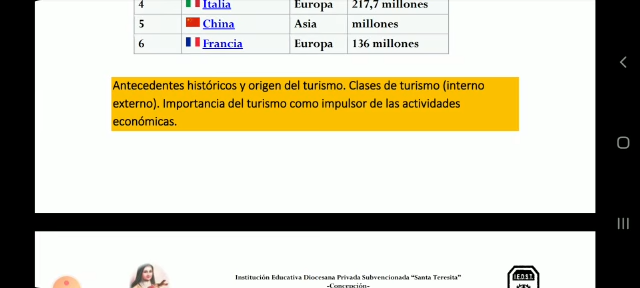 4 Italia Europa 217,7 millones
5 China Asia millones
6 Francia Europa 136 millones
Antecedentes históricos y origen del turismo. Clases de turismo (interno
externo). Importancia del turismo como impulsor de las actividades
económicas.
Institución Educativa Diocesana Privada Subvencionada “Santa Teresita”
-Concepción-
I.E.D.S.T.